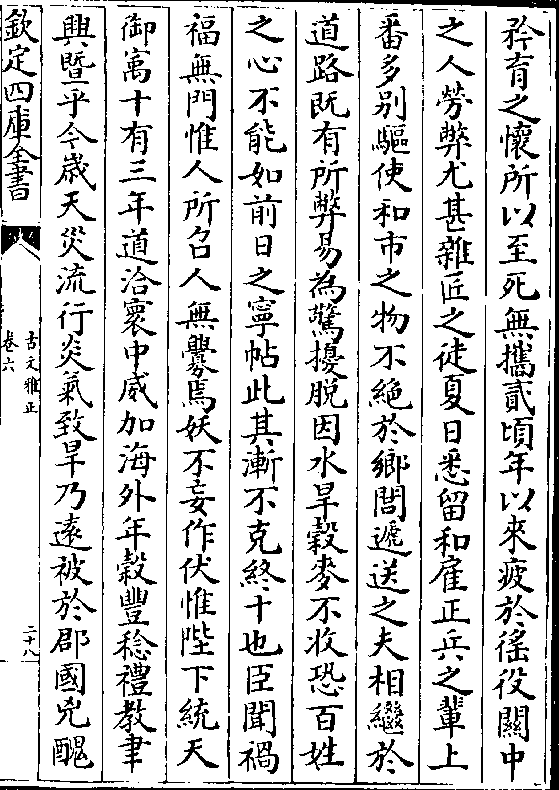 矜育之懷所以至死無攜貳頃年以來疲於徭役關中
之人勞弊尤甚雜匠之徒夏日悉留和雇正兵之輩上
番多别驅使和市之物不絶於鄉閭遞送之夫相繼於
道路既有所弊易為驚擾脱因水旱穀麥不收恐百姓
之心不能如前日之寧帖此其漸不克終十也臣聞禍
福無門惟人所召人無釁焉妖不妄作伏惟陛下統天
御㝢十有三年道洽寰中威加海外年穀豐稔禮教聿
興暨乎今歲天災流行炎氣致旱乃遠被於郡國兇醜
欽定四庫全書
古文雅正
卷六
二十八